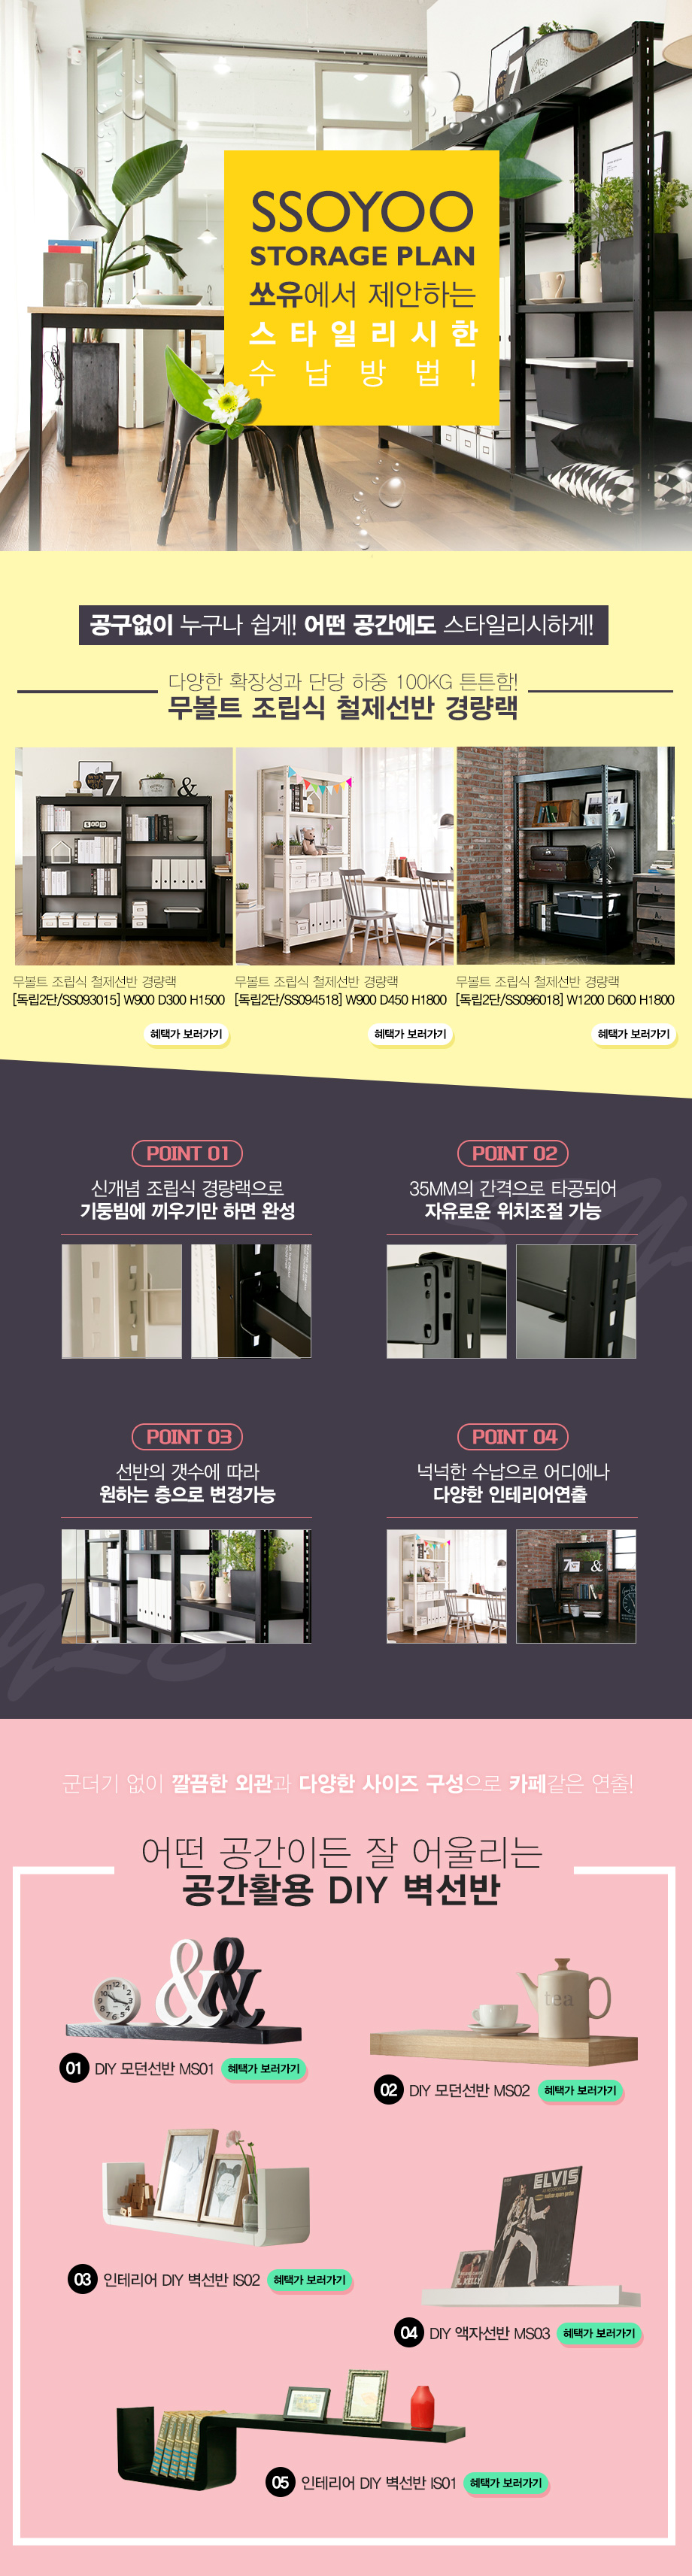 SSOYOO
STORAGE PLAN
쏘유에서 제안하는
스타일리시한
수납방법!
공구없이 누구나 쉽게! 어떤 공간에도 스타일리시하게!
다양한 확장성과 단당 하중 100KG 튼튼함!
무볼트 조립식 철제선반 경량랙
무볼트 조립식 철제선반 경량랙
[독립2단/SS093015] W900 D300 H1500
혜택가 보러가기
무볼트 조립식 철제선반 경량랙
[독립2단/SS094518] W900 D450 H1800
혜택가 보러가기
무볼트 조립식 철제선반 경량랙
[독립2단/SS096018] W1200 D600 H1800
혜택가 보러가기
POINT 01
신개념 조립식 경량랙으로
기둥빔에 끼우기만 하면 완성
POINT 02
35MM의 간격으로 타공되어
자유로운 위치조절 가능
POINT 03
선반의 갯수에 따라
원하는 층으로 변경가능
POINT 04
넉넉한 수납으로 어디에나
다양한 인테리어연출
군더기 없이 깔끔한 외관과 다양한 사이즈 구성으로 카페같은 연출!
어떤 공간이든 잘 어울리는
공간활용 DIY 벽선반
&&
01 DIY 모던선반 MS01 혜택가 보러가기
tea
02 DIY 모던선반 MS02 혜택가 보러가기
03 인테리어 DIY 벽선반 IS02 혜택가 보러가기
ELVIS
04 DIY 액자선반 MS03 혜택가 보러가기
05 인테리어 DIY 벽선반 IS01 혜택가 보러가기